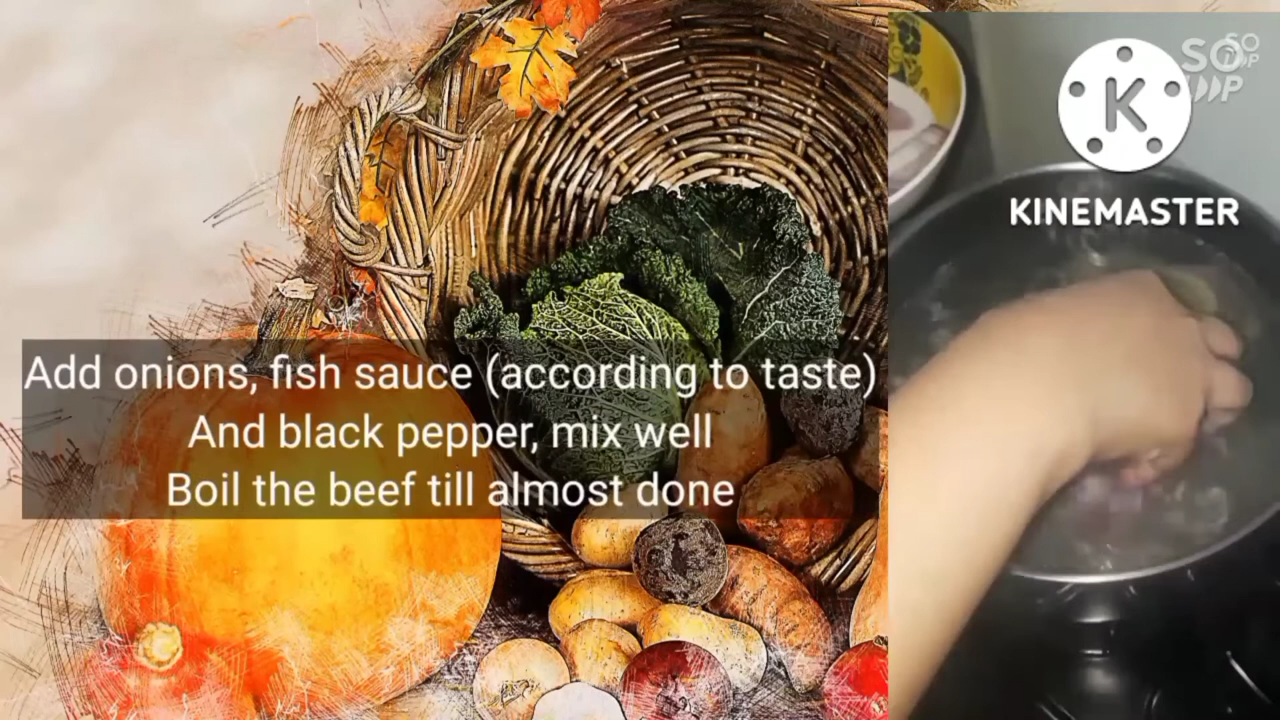 Add onions, fish sauce (according to taste)
And black pepper, mix well
Boil the beef till almost done
K
KINEMASTER